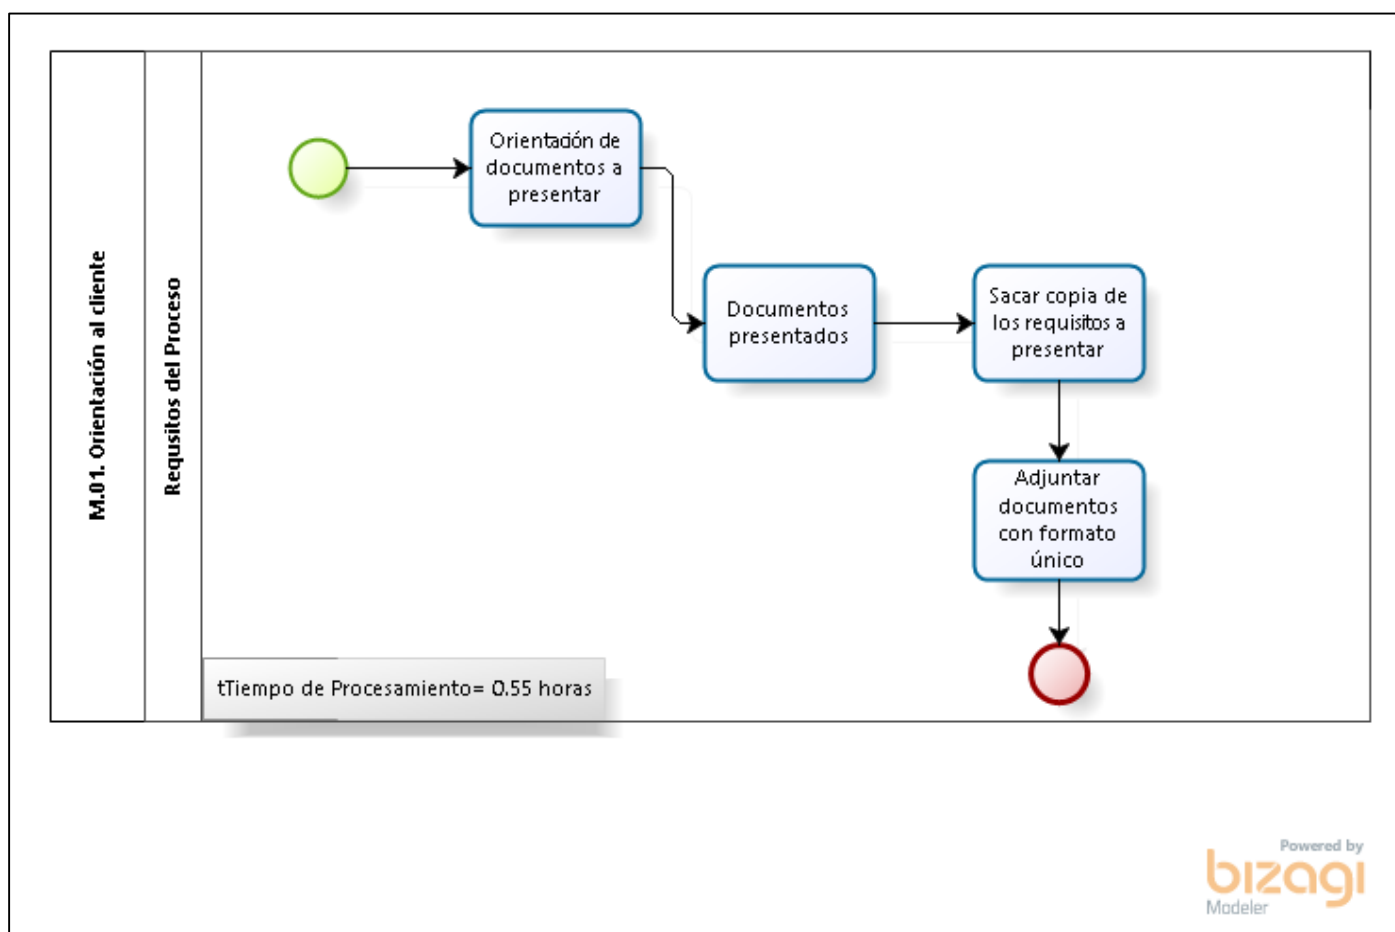 M.01. Orientación al cliente
Requsitos del Proceso
Orientación de
documentos a
presentar
Documentos
presentados
Sacar copia de
los requisitos a
presentar
Adjuntar
documentos
con formato
único
tTiempo de Procesamiento= 0.55 horas
Powered by
bizagi
Modeler